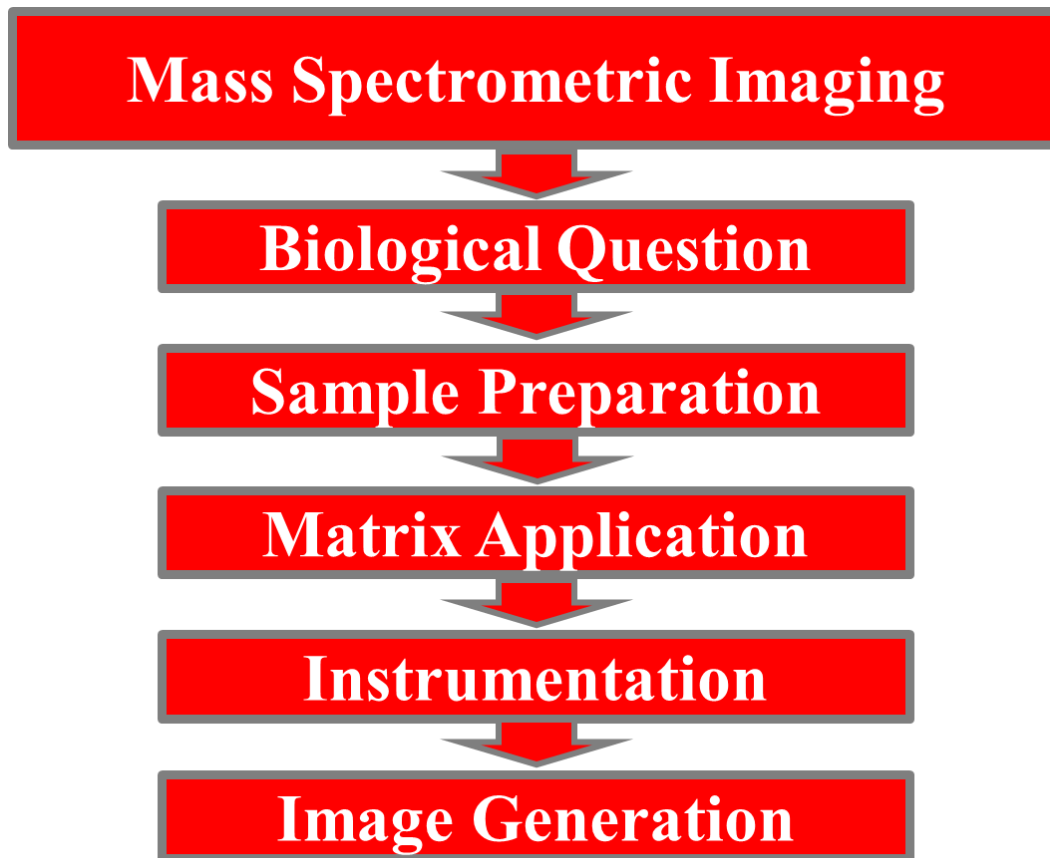 Mass Spectrometric Imaging
Biological Question
Sample Preparation
Matrix Application
Instrumentation
Image Generation